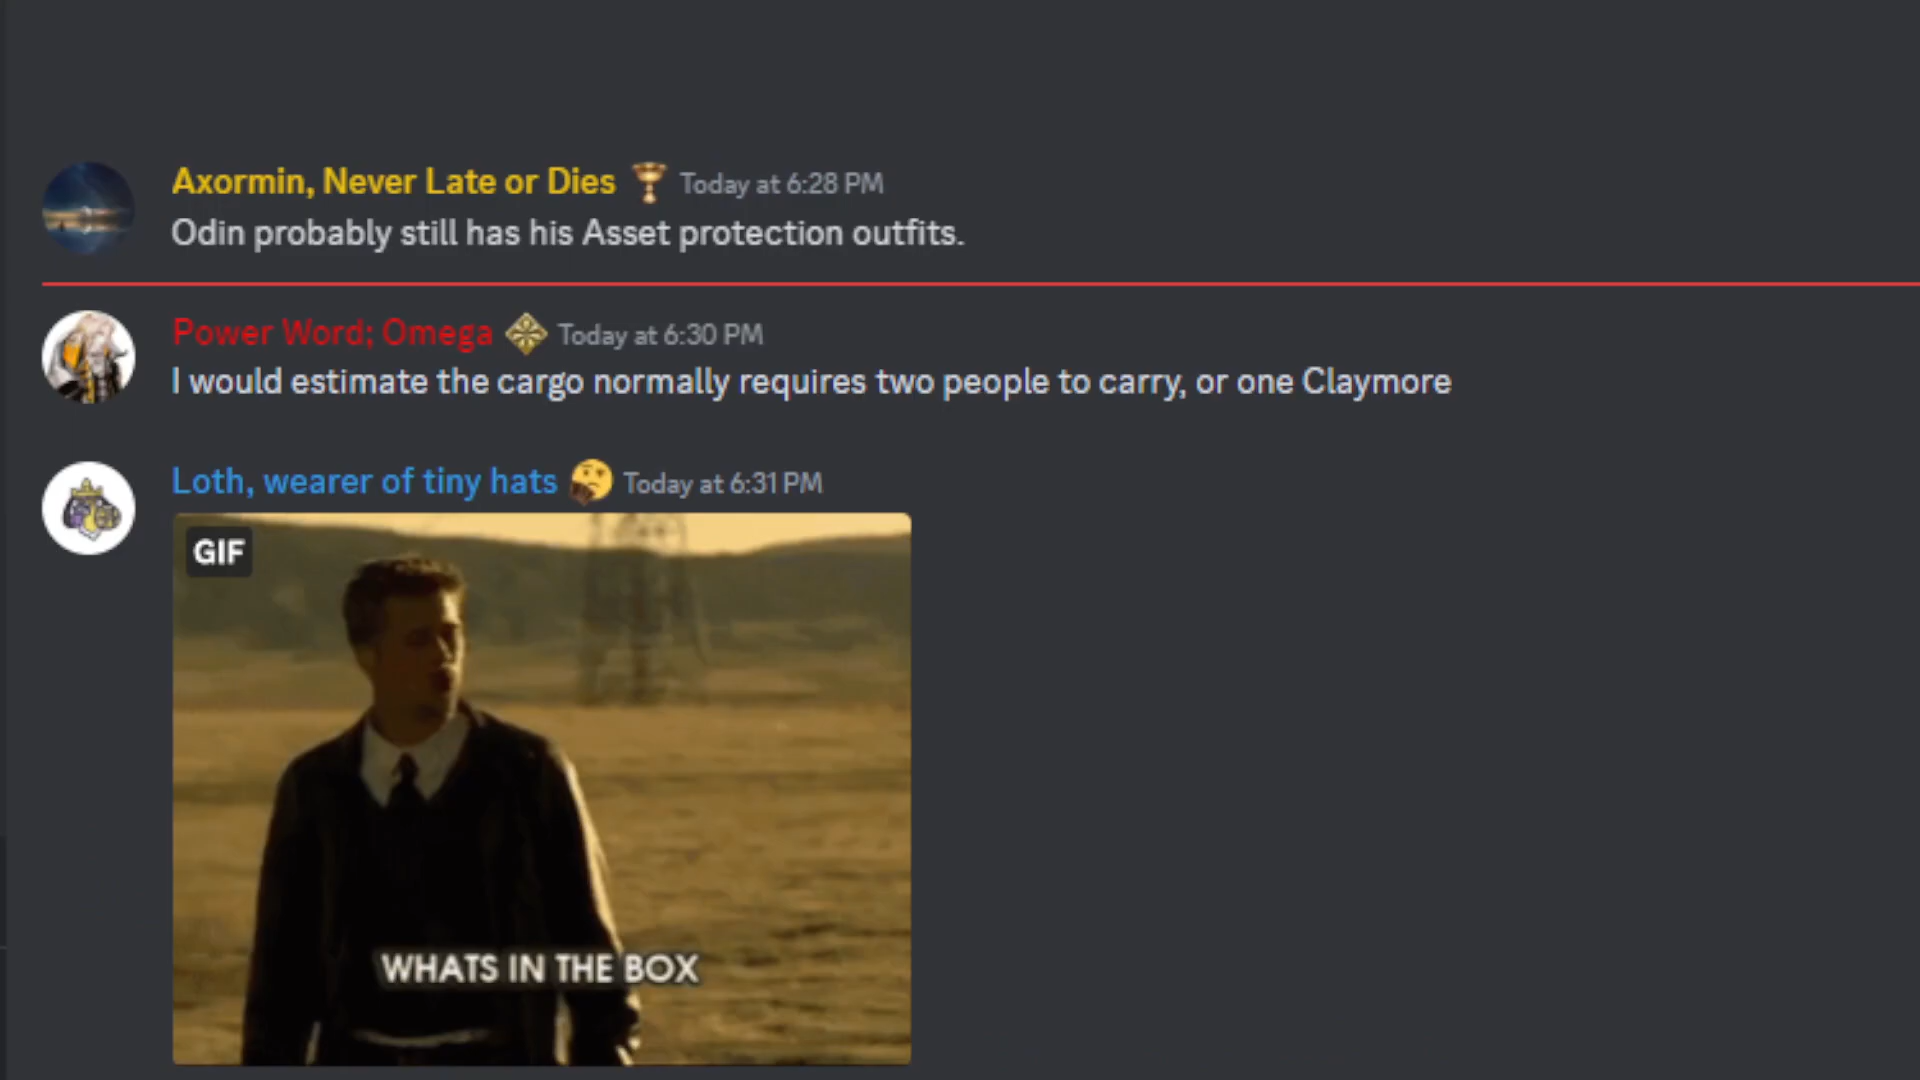 Axormin, Never Late or Dies Today at 6:28 PM
Odin probably still has his Asset protection outfits.
Power Word; Omega Today at 6:30 PM
I would estimate the cargo normally requires two people to carry, or one Claymore
Loth, wearer of tiny hats Today at 6:31 PM
GIF
WHATS IN THE BOX